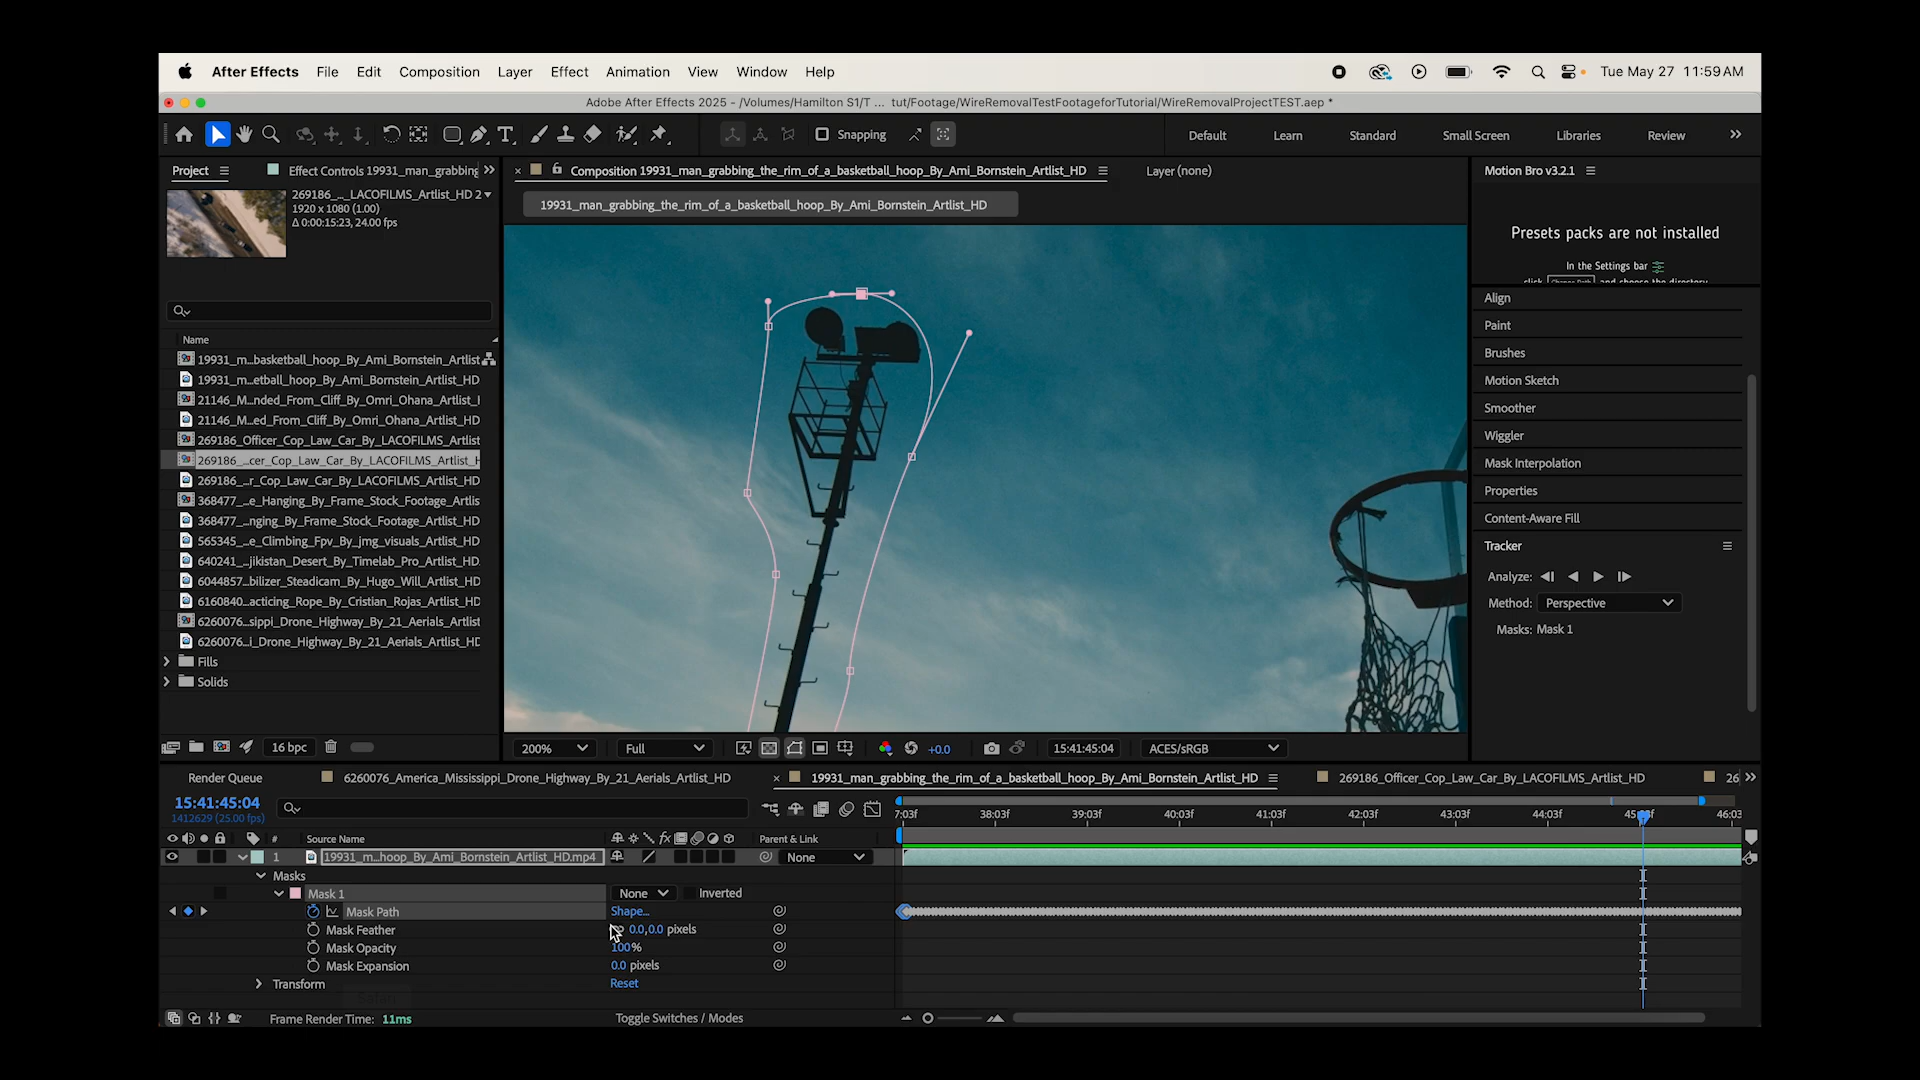 After Effects File Edit Composition Layer Effect Animation View Window Help Tue May 27 11:59 AM
Adobe After Effects 2025 - /Volumes/Hamilton S1/T ... tut/Footage/WireRemovalTestFootageforTutorial/WireRemovalProjectTEST.aep *
Snapping Default Learn Standard Small Screen Libraries Review
Project Effect Controls 19931_man_grabbing
269186_..._LACOFILMS_Artlist_HD 2
1920 x 1080 (1.00)
Δ 0:00:15:23, 24.00 fps
Name
19931_m...basketball_hoop_By_Ami_Bornstein_Artlist
19931_m...etball_hoop_By_Ami_Bornstein_Artlist_HD
21146_M...nded_From_Cliff_By_Omri_Ohana_Artlist_I
21146_M...ed_From_Cliff_By_Omri_Ohana_Artlist_HD
269186_Officer_Cop_Law_Car_By_LACOFILMS_Artlist
269186_...cer_Cop_Law_Car_By_LACOFILMS_Artlist_H
269186_...r_Cop_Law_Car_By_LACOFILMS_Artlist_HD
368477_...e_Hanging_By_Frame_Stock_Footage_Artlis
368477_...nging_By_Frame_Stock_Footage_Artlist_HD
565345_...e_Climbing_Fpv_By_jmg_visuals_Artlist_HD
640241_...jikistan_Desert_By_Timelab_Pro_Artlist_HD
6044857...bilizer_Steadicam_By_Hugo_Will_Artlist_HD
6160840...acticing_Rope_By_Cristian_Rojas_Artlist_HD
6260076...sippi_Drone_Highway_By_21_Aerials_Artlist
6260076...i_Drone_Highway_By_21_Aerials_Artlist_HD
Fills
Solids
16 bpc
Composition 19931_man_grabbing_the_rim_of_a_basketball_hoop_By_Ami_Bornstein_Artlist_HD Layer (none)
19931_man_grabbing_the_rim_of_a_basketball_hoop_By_Ami_Bornstein_Artlist_HD
200% Full +0.0 15:41:45:04 ACES/sRGB
Motion Bro v3.2.1
Presets packs are not installed
In the Settings bar
click and choose the directory
Align
Paint
Brushes
Motion Sketch
Smoother
Wiggler
Mask Interpolation
Properties
Content-Aware Fill
Tracker
Analyze:
Method: Perspective
Masks: Mask 1
Render Queue 6260076_America_Mississippi_Drone_Highway_By_21_Aerials_Artlist_HD 19931_man_grabbing_the_rim_of_a_basketball_hoop_By_Ami_Bornstein_Artlist_HD 269186_Officer_Cop_Law_Car_By_LACOFILMS_Artlist_HD 26
15:41:45:04
1412629 (25.00 fps)
7:03f 38:03f 39:03f 40:03f 41:03f 42:03f 43:03f 44:03f 46:03
# Source Name fx Parent & Link
1 19931_m...hoop_By_Ami_Bornstein_Artlist_HD.mp4 None
Masks
Mask 1 None Inverted
Mask Path Shape...
Mask Feather 0.0,0.0 pixels
Mask Opacity 100%
Mask Expansion 0.0 pixels
Transform Reset
Frame Render Time: 11ms Toggle Switches / Modes